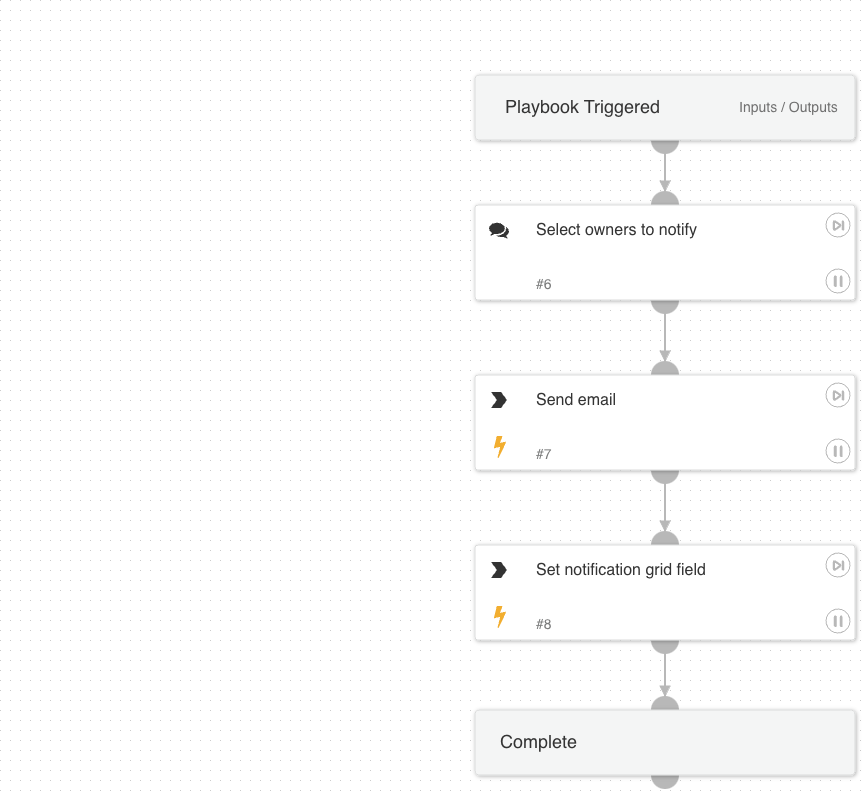 Playbook Triggered Inputs / Outputs
Select owners to notify
#6
Send email
#7
Set notification grid field
#8
Complete